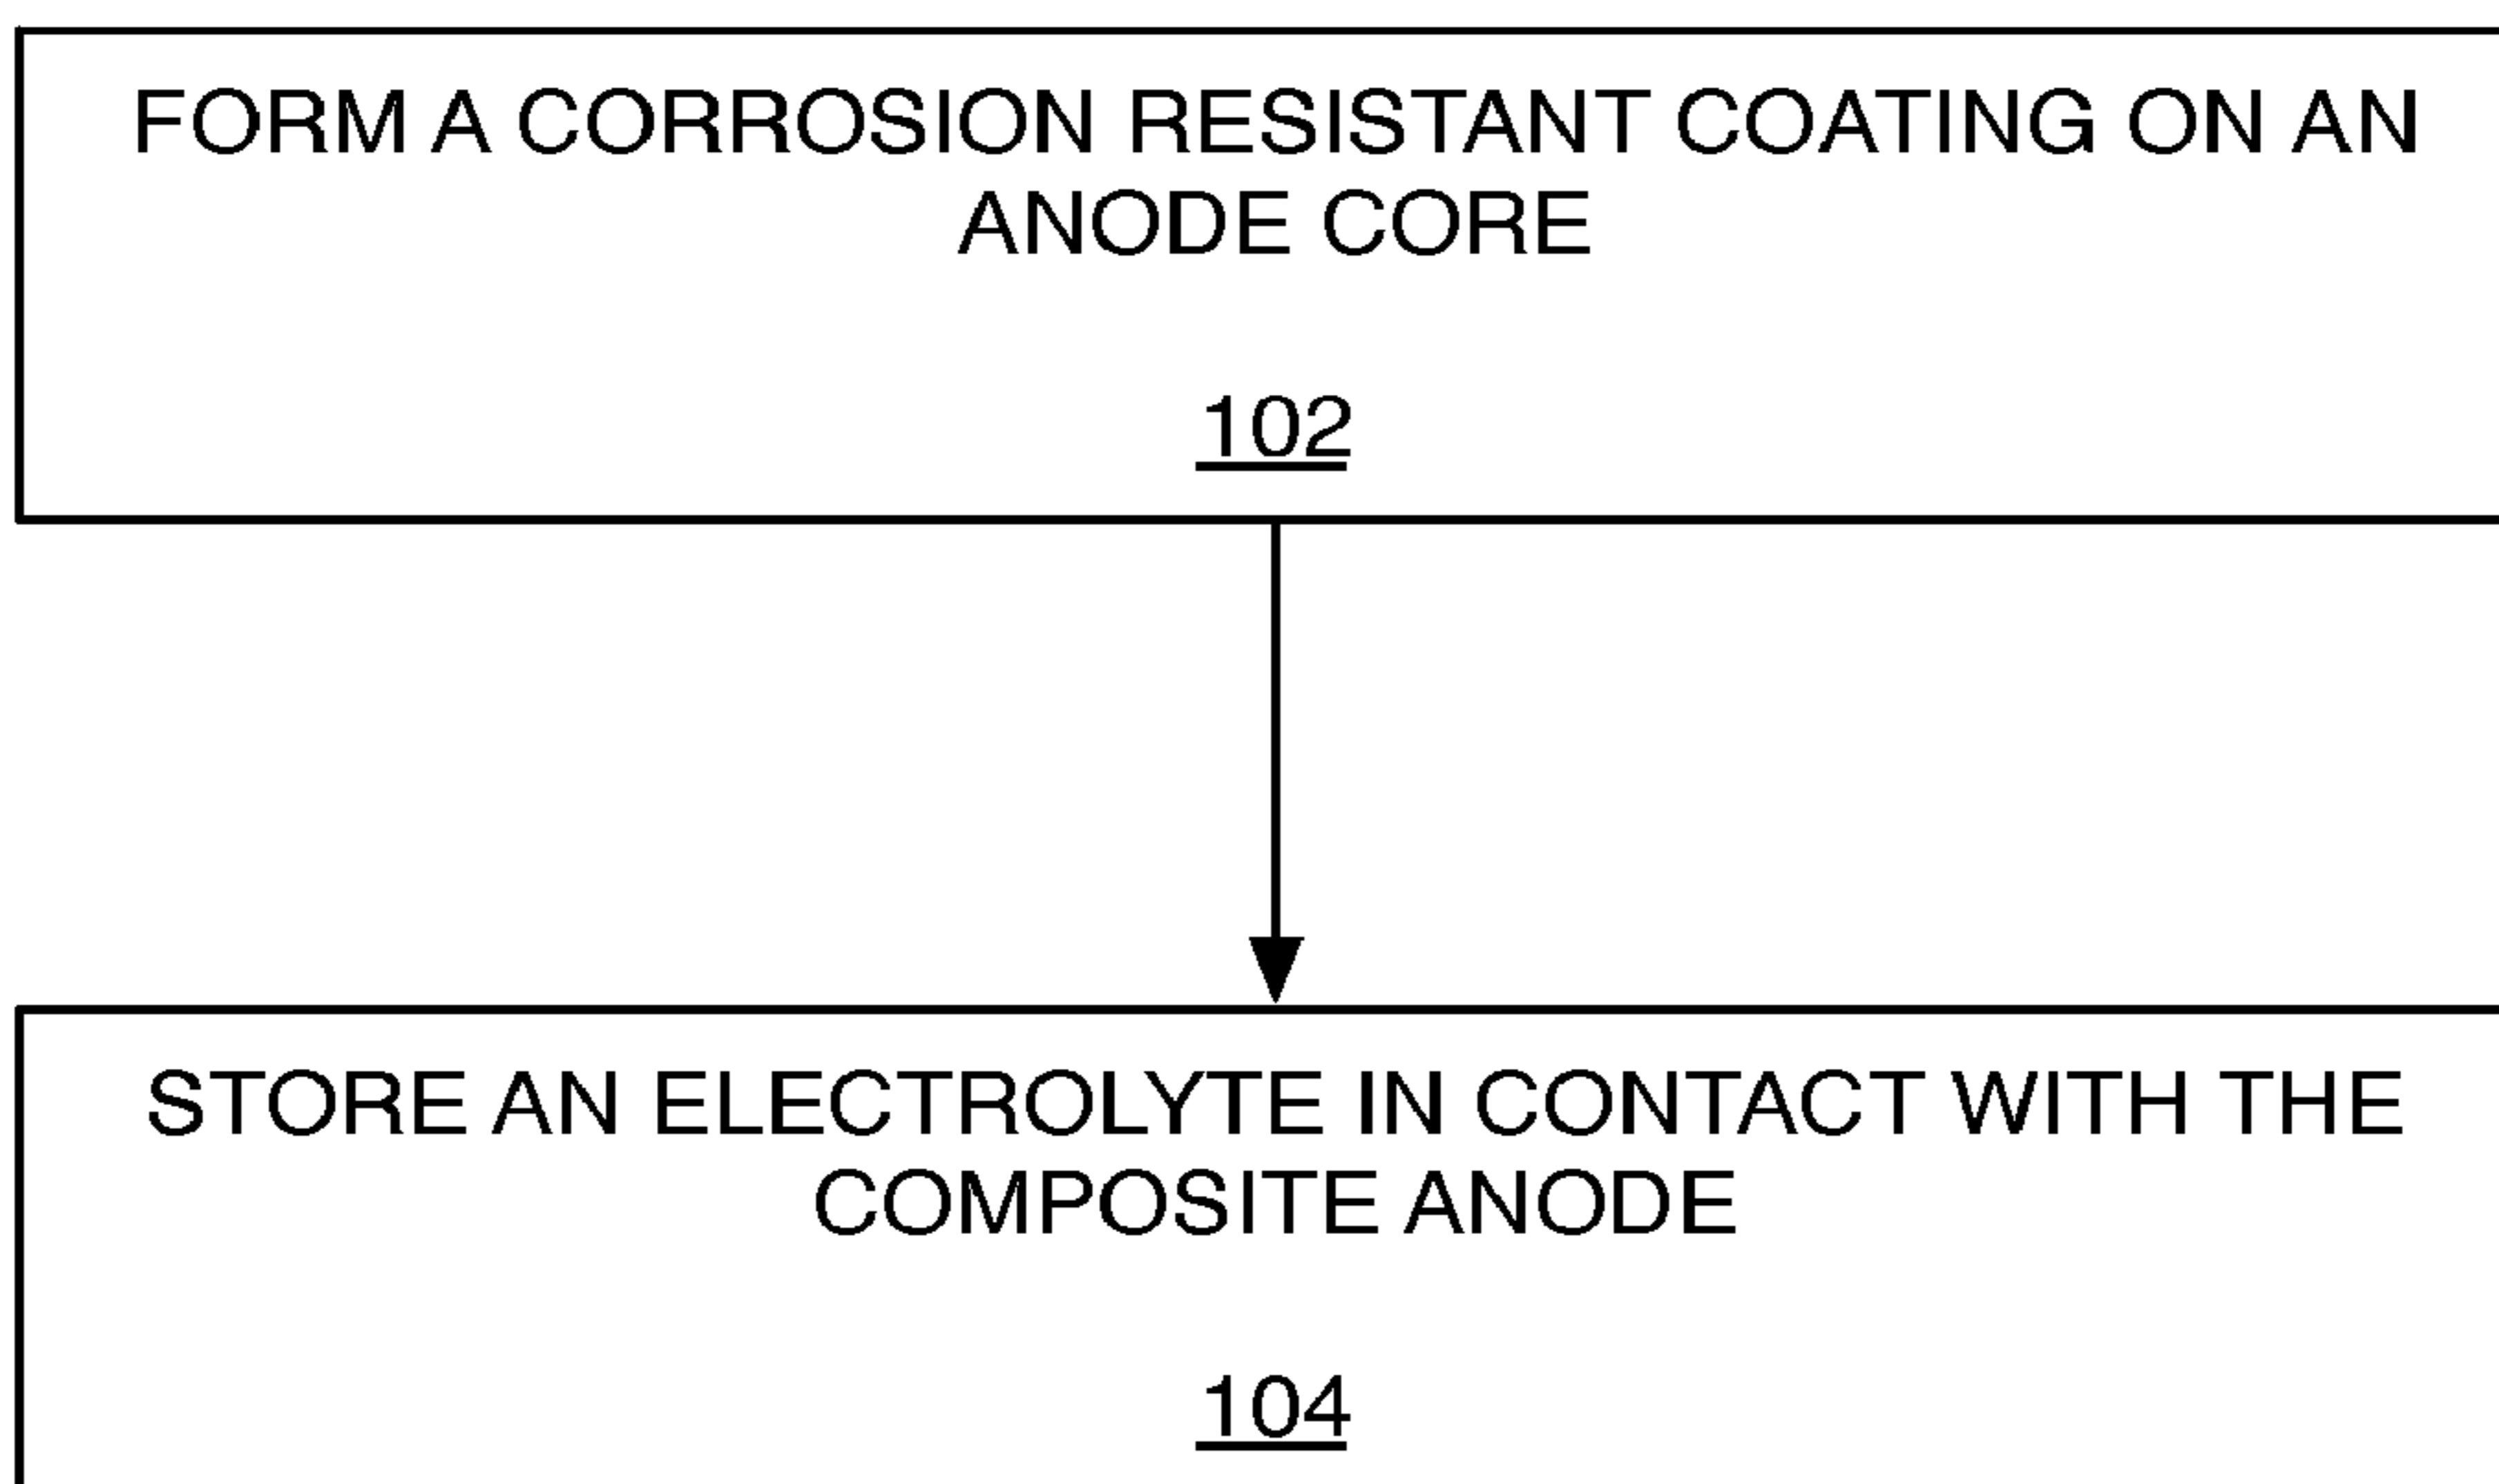 FORM A CORROSION RESISTANT COATING ON AN
ANODE CORE
102
STORE AN ELECTROLYTE IN CONTACT WITH THE
COMPOSITE ANODE
104